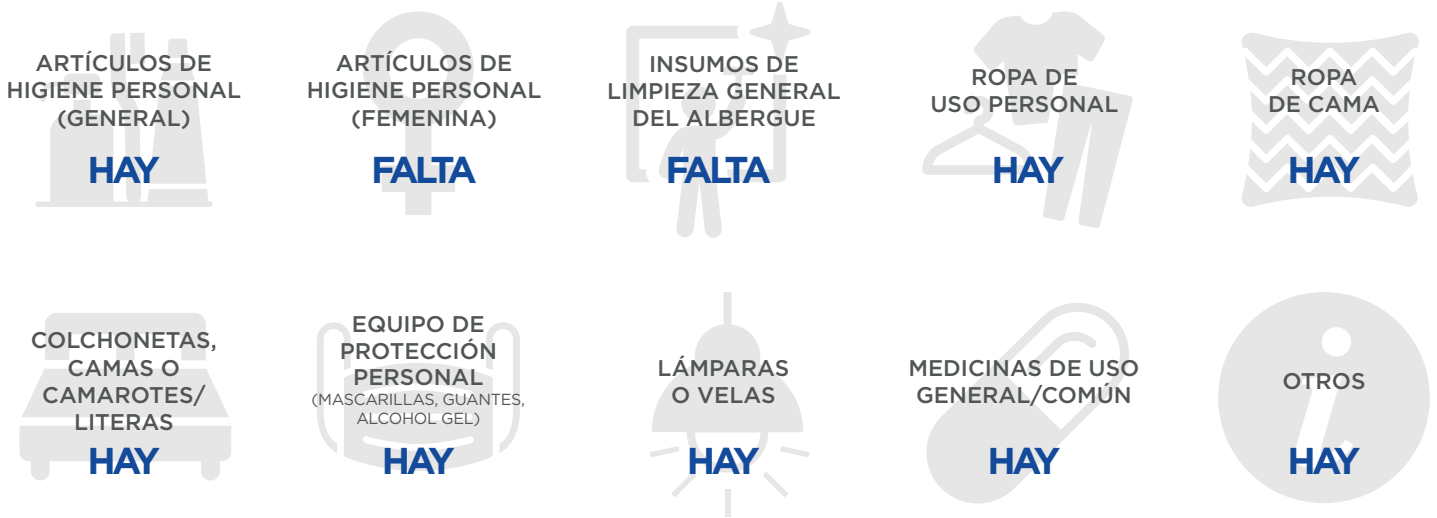 ARTÍCULOS DE
HIGIENE PERSONAL
(GENERAL)
HAY
ARTÍCULOS DE
HIGIENE PERSONAL
(FEMENINA)
FALTA
INSUMOS DE
LIMPIEZA GENERAL
DEL ALBERGUE
FALTA
ROPA DE
USO PERSONAL
HAY
ROPA
DE CAMA
HAY
COLCHONETAS,
CAMAS O
CAMAROTES/
LITERAS
HAY
EQUIPO DE
PROTECCIÓN
PERSONAL
(MASCARILLAS, GUANTES,
ALCOHOL GEL)
HAY
LÁMPARAS
O VELAS
HAY
MEDICINAS DE USO
GENERAL/COMÚN
HAY
OTROS
HAY